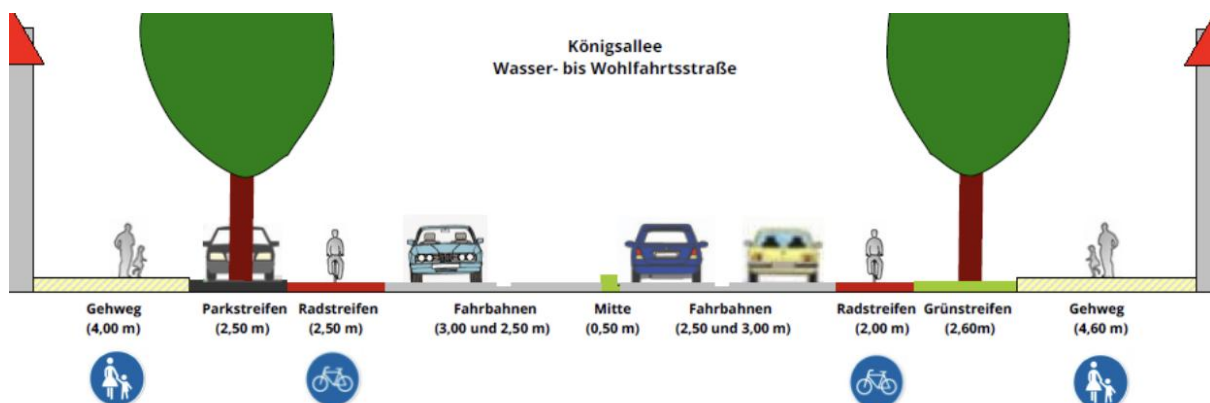 Königsallee
Wasser- bis Wohlfahrtsstraße
Gehweg
(4,00 m)
Parkstreifen
(2,50 m)
Radstreifen
(2,50 m)
Fahrbahnen
(3,00 und 2,50 m)
Mitte
(0,50 m)
Fahrbahnen
(2,50 und 3,00 m)
Radstreifen
(2,00 m)
Grünstreifen
(2,60m)
Gehweg
(4,60 m)